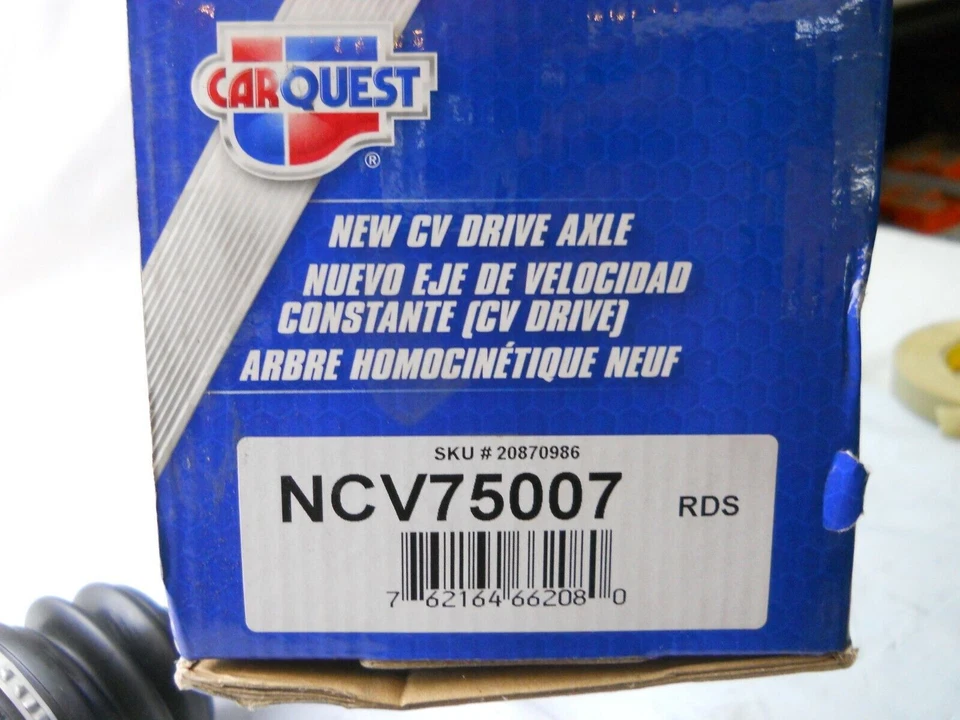 CARQUEST
®
NEW CV DRIVE AXLE
NUEVO EJE DE VELOCIDAD
CONSTANTE (CV DRIVE)
ARBRE HOMOCINÉTIQUE NEUF
SKU # 20870986
NCV75007 RDS
7 62164 66208 0